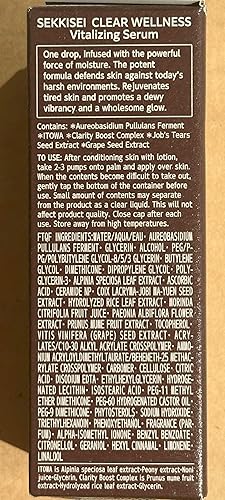 SEKKISEI CLEAR WELLNESS
Vitalizing Serum
One drop, infused with the powerful
force of moisture. The potent
formula defends skin against today's
harsh environments. Rejuvenates
tired skin and promotes a dewy
vibrancy and a wholesome glow.
Contains: *Aureobasidium Pullulans Ferment
*ITOWA *Clarity Boost Complex *Job's Tears
Seed Extract *Grape Seed Extract
TO USE: After conditioning skin with lotion,
take 2-3 pumps onto palm and apply over skin.
When the contents become difficult to take out,
gently tap the bottom of the container before
use. Small amount of contents may separate
from the product as a clear liquid. This will not
affect product quality. Close cap after each
use. Store away from high temperatures.
FTQF INGREDIENTS:WATER/AQUA/EAU· AUREOBASIDIUM
PULLULANS FERMENT· GLYCERIN· ALCOHOL· PEG/P-
PG/POLYBUTYLENE GLYCOL-8/5/3 GLYCERIN· BUTYLENE
GLYCOL· DIMETHICONE· DIPROPYLENE GLYCOL· POLY-
GLYCERIN-3· ALPINIA SPECIOSA LEAF EXTRACT· ASCORBIC
ACID· CERAMIDE NP· COIX LACRYMA-JOBI MA-YUEN SEED
EXTRACT· HYDROLYZED RICE LEAF EXTRACT· MORINDA
CITRIFOLIA FRUIT JUICE· PAEONIA ALBIFLORA FLOWER
EXTRACT· PRUNUS MUME FRUIT EXTRACT· TOCOPHEROL·
VITIS VINIFERA (GRAPE) SEED EXTRACT· ACRY-
LATES/C10-30 ALKYL ACRYLATE CROSSPOLYMER· AMMO-
NIUM ACRYLOYLDIMETHYLTAURATE/BEHENETH-25 METHAC-
RYLATE CROSSPOLYMER· CARBOMER· CELLULOSE· CITRIC
ACID· DISODIUM EDTA· ETHYLHEXYLGLYCERIN· HYDROGE-
NATED LECITHIN· ISOSTEARIC ACID· PEG-11 METHYL
ETHER DIMETHICONE· PEG-60 HYDROGENATED CASTOR OIL·
PEG-9 DIMETHICONE· PHYTOSTEROLS· SODIUM HYDROXIDE·
TRIETHYLHEXANOIN· PHENOXYETHANOL· FRAGRANCE (PAR-
FUM)· ALPHA-ISOMETHYL IONONE· BENZYL BENZOATE·
CITRONELLOL· GERANIOL· HEXYL CINNAMAL· LIMONENE·
LINALOOL
ITOWA is Alpinia speciosa leaf extract·Peony extract·Noni
juice·Glycerin. Clarity Boost Complex is Prunus mume fruit
extract·Hydrolyzed rice leaf extract·Glycerin.